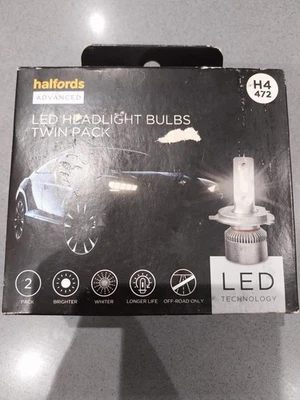 halfords
ADVANCED
H4
472
LED HEADLIGHT BULBS
TWIN PACK
2
PACK
BRIGHTER
WHITER
LONGER LIFE
OFF-ROAD ONLY
LED
TECHNOLOGY